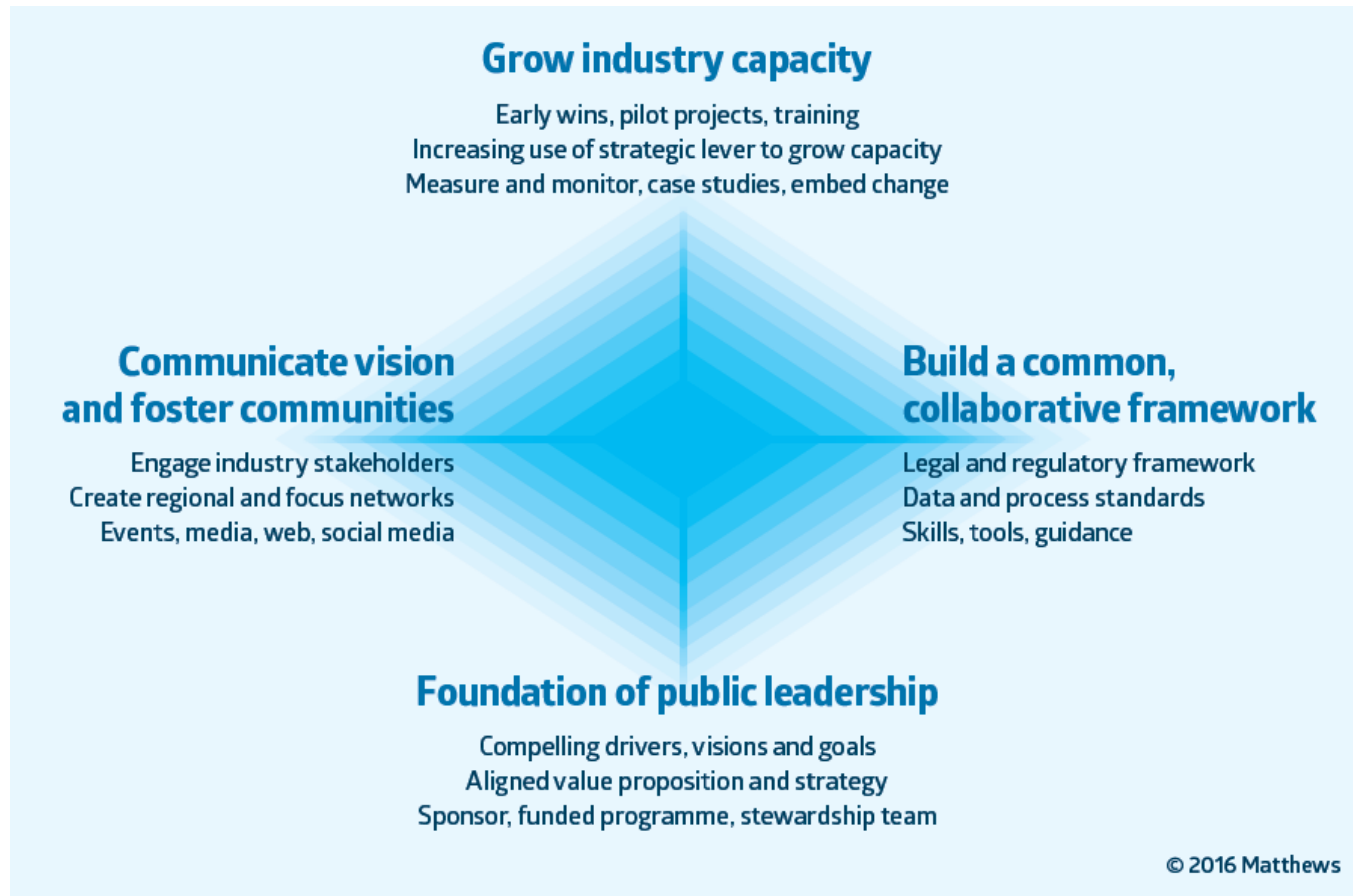 Grow industry capacity
Early wins, pilot projects, training
Increasing use of strategic lever to grow capacity
Measure and monitor, case studies, embed change
Communicate vision
and foster communities
Engage industry stakeholders
Create regional and focus networks
Events, media, web, social media
Build a common,
collaborative framework
Legal and regulatory framework
Data and process standards
Skills, tools, guidance
Foundation of public leadership
Compelling drivers, visions and goals
Aligned value proposition and strategy
Sponsor, funded programme, stewardship team
© 2016 Matthews